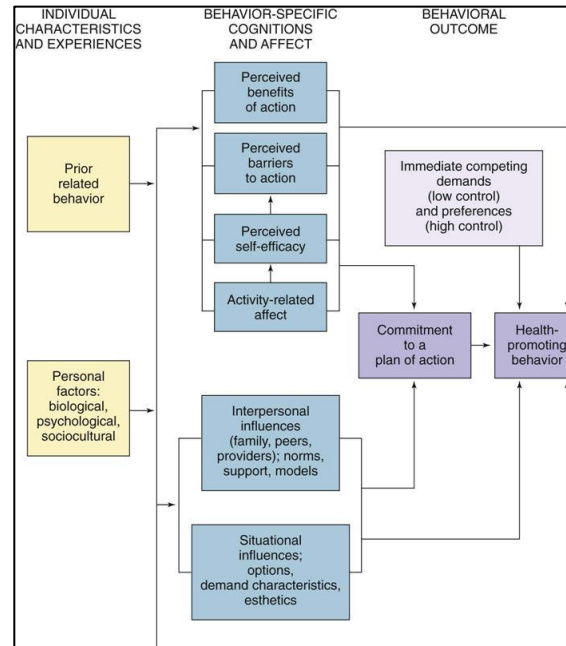 INDIVIDUAL
CHARACTERISTICS
AND EXPERIENCES
BEHAVIOR-SPECIFIC
COGNITIONS
AND AFFECT
BEHAVIORAL
OUTCOME
Perceived
benefits
of action
Prior
related
behavior
Perceived
barriers
to action
Immediate competing
demands
(low control)
and preferences
(high control)
Perceived
self-efficacy
Activity-related
affect
Commitment
to a
plan of action
Health-
promoting
behavior
Personal
factors:
biological,
psychological,
sociocultural
Interpersonal
influences
(family, peers,
providers); norms,
support, models
Situational
influences;
options,
demand characteristics,
esthetics